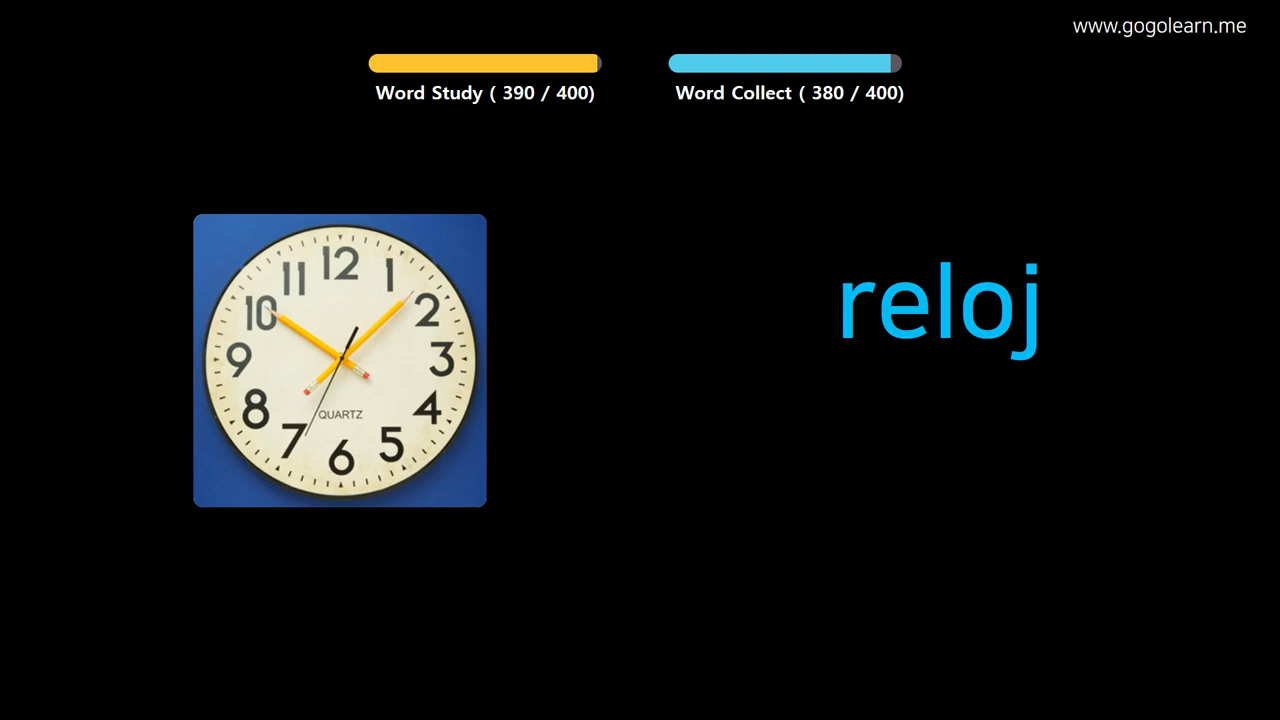 www.gogolearn.me
Word Study ( 390 / 400)
Word Collect ( 380 / 400)
12
11 1
10 2
9 3
8 4
7 5
6
QUARTZ
reloj